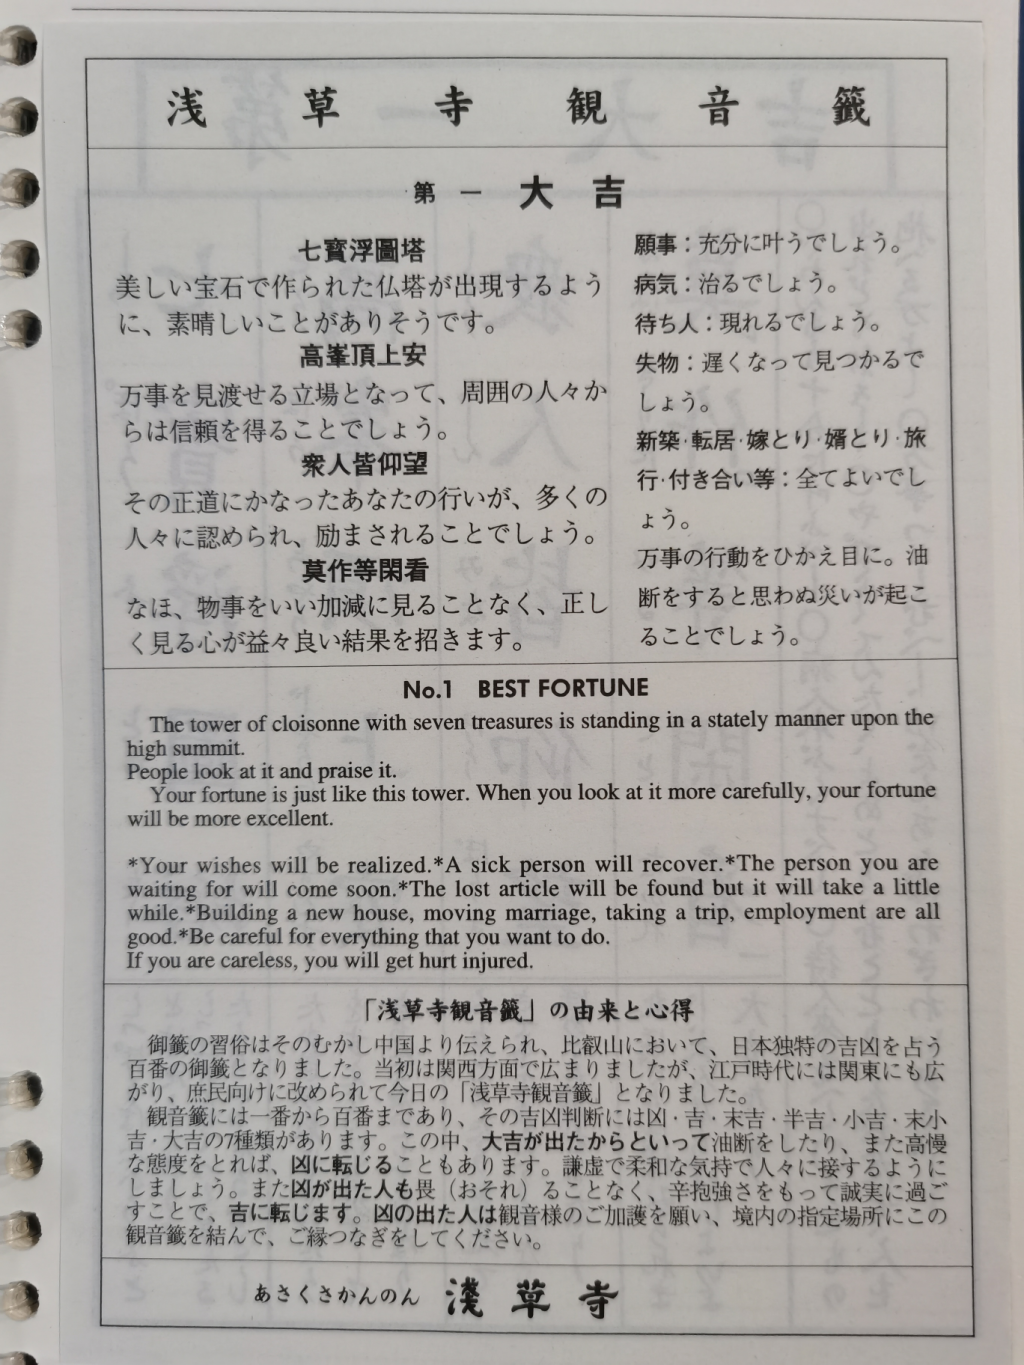 浅草寺観音籤
第一 大吉
七寳浮圖塔
美しい宝石で作られた仏塔が出現するよう
に、素晴しいことがありそうです。
高峯頂上安
万事を見渡せる立場となって、周囲の人々か
らは信頼を得ることでしょう。
衆人皆仰望
その正道にかなったあなたの行いが、多くの
人々に認められ、励まされることでしょう。
莫作等閑看
なほ、物事をいい加減に見ることなく、正し
く見る心が益々良い結果を招きます。
願事：充分に叶うでしょう。
病気：治るでしょう。
待ち人：現れるでしょう。
失物：遅くなって見つかるで
しょう。
新築・転居・嫁とり・婿とり・旅
行・付き合い等：全てよいでし
ょう。
万事の行動をひかえ目に。油
断をすると思わぬ災いが起こ
ることでしょう。
No.1 BEST FORTUNE
The tower of cloisonne with seven treasures is standing in a stately manner upon the
high summit.
People look at it and praise it.
Your fortune is just like this tower. When you look at it more carefully, your fortune
will be more excellent.
*Your wishes will be realized.*A sick person will recover.*The person you are
waiting for will come soon.*The lost article will be found but it will take a little
while.*Building a new house, moving marriage, taking a trip, employment are all
good.*Be careful for everything that you want to do.
If you are careless, you will get hurt injured.
「浅草寺観音籤」の由来と心得
御籤の習俗はそのむかし中国より伝えられ、比叡山において、日本独特の吉凶を占う
百番の御籤となりました。当初は関西方面で広まりましたが、江戸時代には関東にも広
がり、庶民向けに改められて今日の「浅草寺観音籤」となりました。
観音籤には一番から百番まであり、その吉凶判断には凶・吉・末吉・半吉・小吉・末小
吉・大吉の7種類があります。この中、大吉が出たからといって油断をしたり、また高慢
な態度をとれば、凶に転じることもあります。謙虚で柔和な気持で人々に接するように
しましょう。また凶が出た人も畏（おそれ）ることなく、辛抱強さをもって誠実に過ご
すことで、吉に転じます。凶の出た人は観音様のご加護を願い、境内の指定場所にこの
観音籤を結んで、ご縁つなぎをしてください。
あさくさかんのん 淺草寺